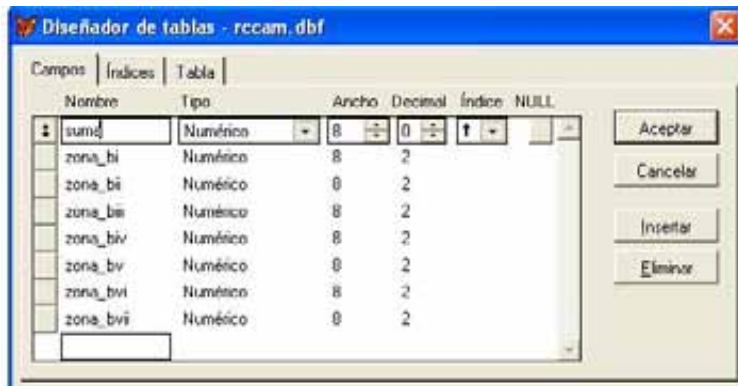 Diseñador de tablas - rccam.dbf
Campos Índices Tabla
Nombre Tipo Ancho Decimal Índice NULL
suma Numérico 8 0
zona_bi Numérico 8 2
zona_bii Numérico 8 2
zona_biii Numérico 8 2
zona_biv Numérico 8 2
zona_bv Numérico 8 2
zona_bvi Numérico 8 2
zona_bvii Numérico 8 2
Aceptar
Cancelar
Insertar
Eliminar